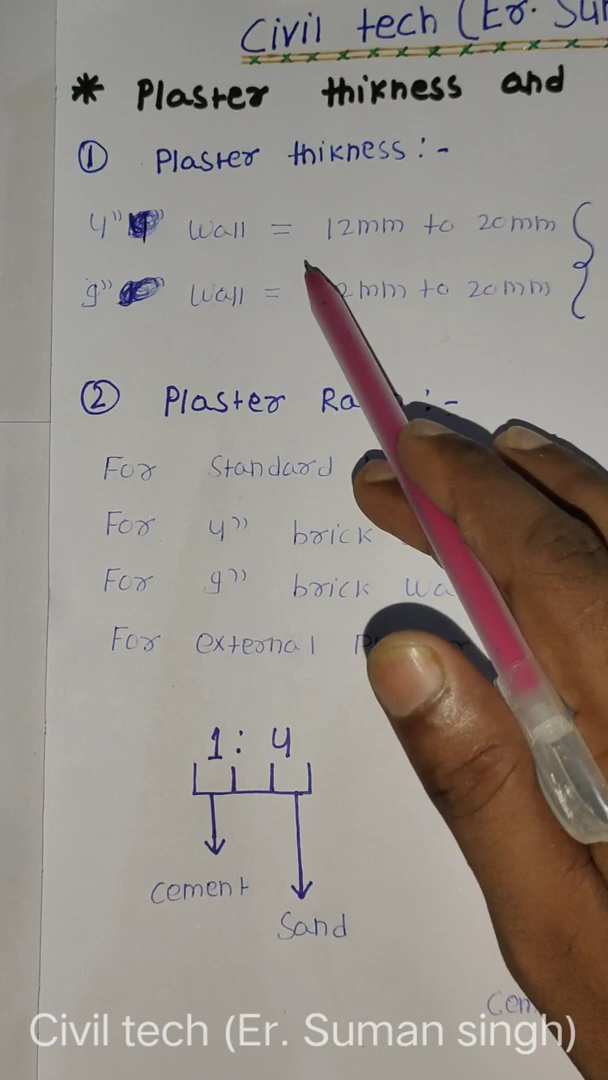 Civil tech (Er. Su
* Plaster thikness and
① Plaster thikness :-
4" wall = 12mm to 20mm
9" wall = 2mm to 20mm
② Plaster Ra :-
For Standard
For 4" brick
For 9" brick wa
For external
1 : 4
cement
Sand
Cem
Civil tech (Er. Suman singh)